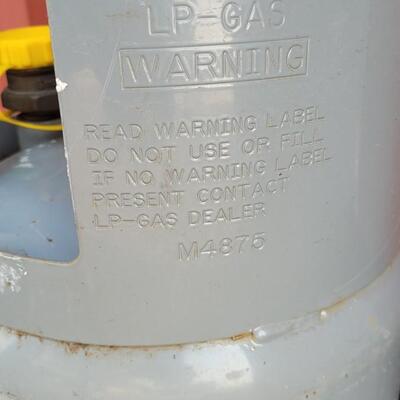 LP-GAS
WARNING
READ WARNING LABEL
DO NOT USE OR FILL
IF NO WARNING LABEL
PRESENT CONTACT
LP-GAS DEALER
M4875